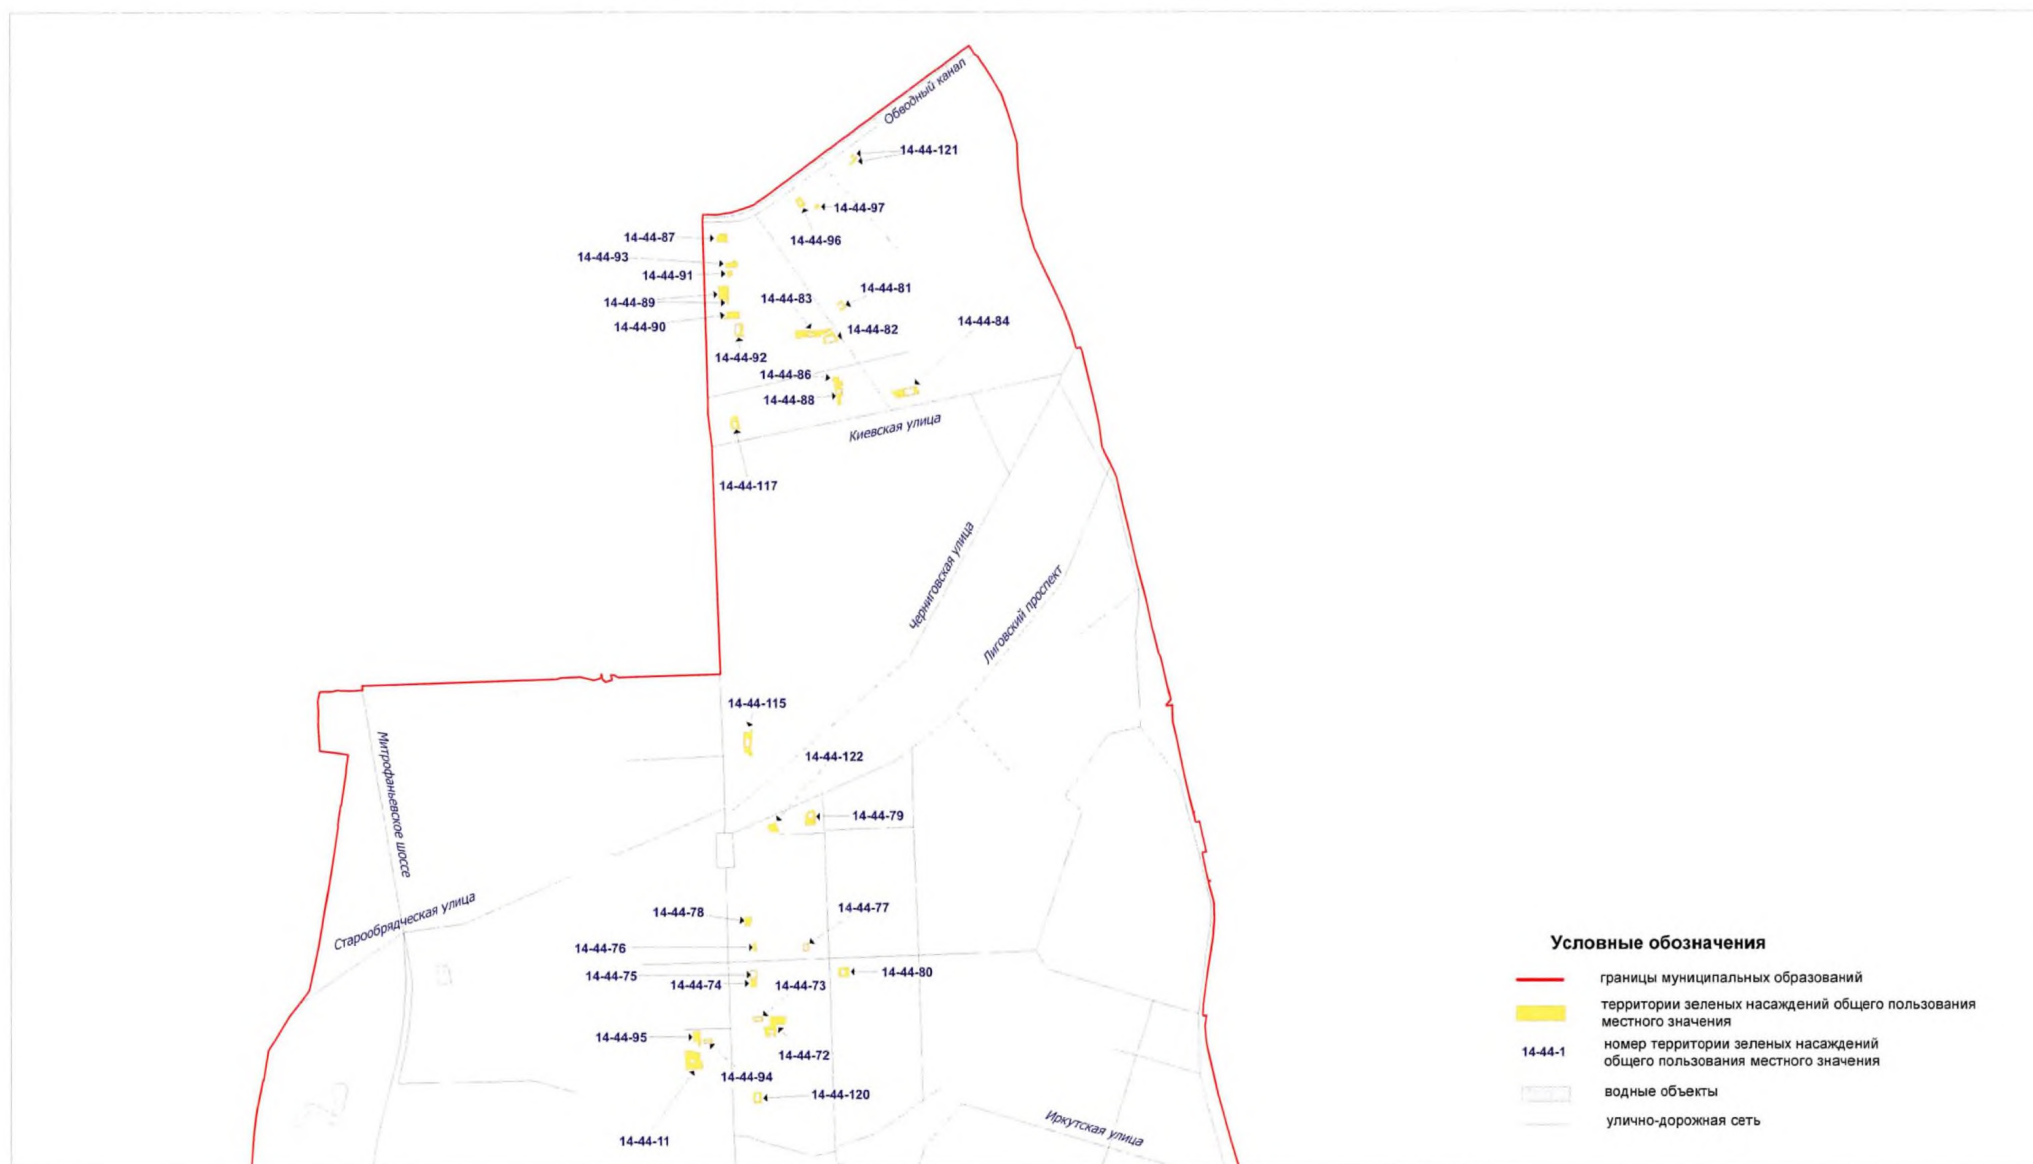 Обводный канал
14-44-121
14-44-97
14-44-96
14-44-87
14-44-93
14-44-91
14-44-89
14-44-90
14-44-92
14-44-83
14-44-81
14-44-82
14-44-84
14-44-86
14-44-88
Киевская улица
14-44-117
Черниговская улица
Лиговский проспект
14-44-115
14-44-122
Митрофаньевское шоссе
14-44-79
Старообрядческая улица
14-44-78
14-44-77
14-44-76
14-44-75
14-44-74
14-44-73
14-44-80
14-44-95
14-44-72
14-44-94
14-44-120
14-44-11
Иркутская улица
Условные обозначения
границы муниципальных образований
территории зеленых насаждений общего пользования
местного значения
14-44-1
номер территории зеленых насаждений
общего пользования местного значения
водные объекты
улично-дорожная сеть